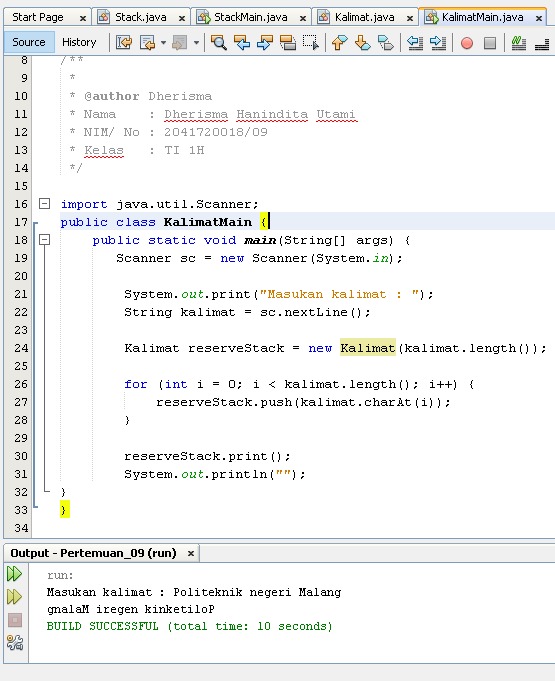 Start Page
Stack.java
StackMain.java
Kalimat.java
KalimatMain.java
Source History
8 /**
9 *
10 * @author Dherisma
11 * Nama : Dherisma Hanindita Utami
12 * NIM/ No : 2041720018/09
13 * Kelas : TI 1H
14 */
15
16 import java.util.Scanner;
17 public class KalimatMain {
18 public static void main(String[] args) {
19 Scanner sc = new Scanner(System.in);
20
21 System.out.print("Masukan kalimat : ");
22 String kalimat = sc.nextLine();
23
24 Kalimat reserveStack = new Kalimat(kalimat.length());
25
26 for (int i = 0; i < kalimat.length(); i++) {
27 reserveStack.push(kalimat.charAt(i));
28 }
29
30 reserveStack.print();
31 System.out.println("");
32 }
33 }
34
Output - Pertemuan_09 (run)
run:
Masukan kalimat : Politeknik negeri Malang
gnalaM iregen kinketiloP
BUILD SUCCESSFUL (total time: 10 seconds)